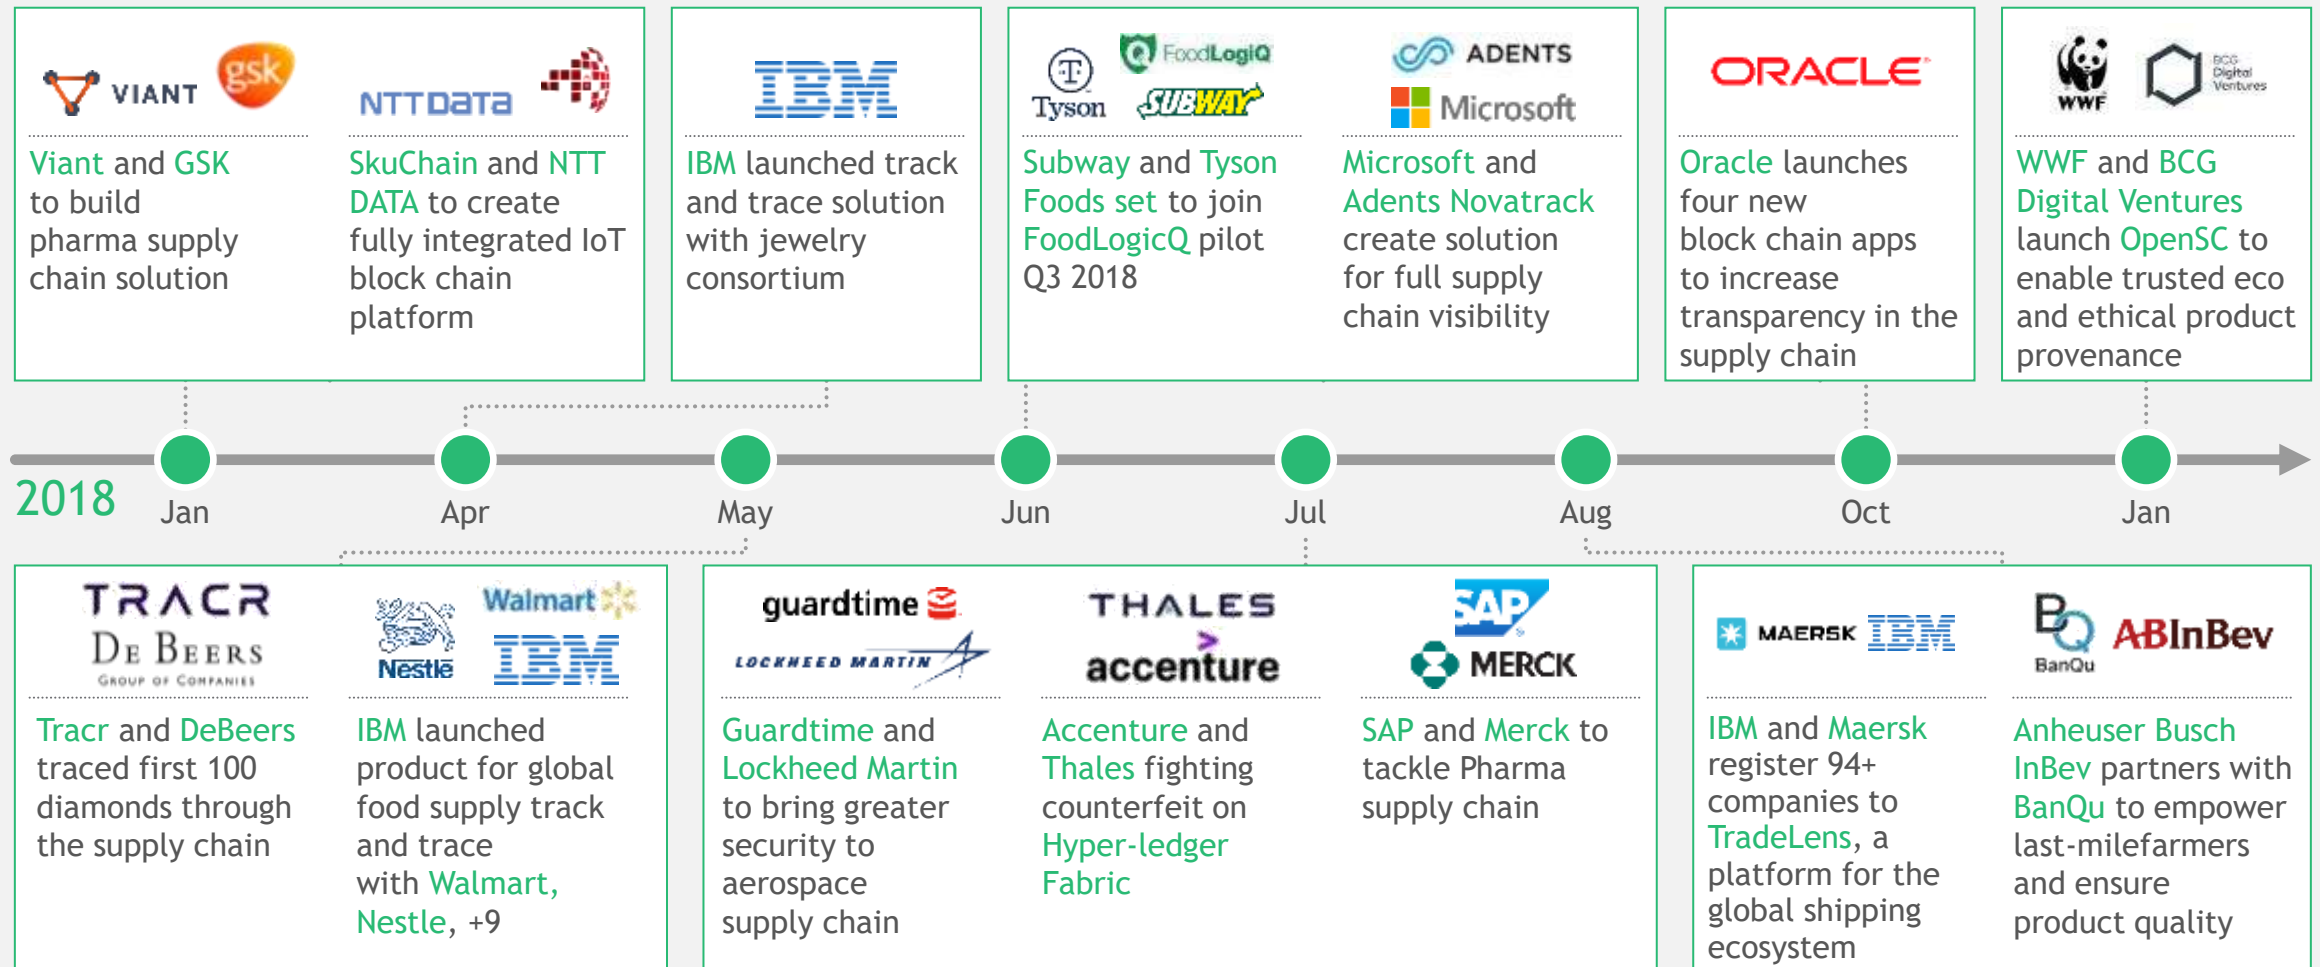 VIANT
gsk
NTT DATA
Viant and GSK
to build
pharma supply
chain solution
SkuChain and NTT
DATA to create
fully integrated IoT
block chain
platform
IBM
IBM launched track
and trace solution
with jewelry
consortium
T
Tyson
FoodLogiQ
SUBWAY
Subway and Tyson
Foods set to join
FoodLogicQ pilot
Q3 2018
ADENTS
Microsoft
Microsoft and
Adents Novatrack
create solution
for full supply
chain visibility
ORACLE
Oracle launches
four new
block chain apps
to increase
transparency in the
supply chain
WWF
BCG
Digital
Ventures
WWF and BCG
Digital Ventures
launch OpenSC to
enable trusted eco
and ethical product
provenance
2018
Jan
Apr
May
Jun
Jul
Aug
Oct
Jan
TRACR
DE BEERS
GROUP OF COMPANIES
Tracr and DeBeers
traced first 100
diamonds through
the supply chain
Nestlē
Walmart
IBM
IBM launched
product for global
food supply track
and trace
with Walmart,
Nestle, +9
guardtime
LOCKHEED MARTIN
Guardtime and
Lockheed Martin
to bring greater
security to
aerospace
supply chain
THALES
accenture
Accenture and
Thales fighting
counterfeit on
Hyper-ledger
Fabric
SAP
MERCK
SAP and Merck to
tackle Pharma
supply chain
MAERSK
IBM
IBM and Maersk
register 94+
companies to
TradeLens, a
platform for the
global shipping
ecosystem
BQ
BanQu
ABInBev
Anheuser Busch
InBev partners with
BanQu to empower
last-milefarmers
and ensure
product quality